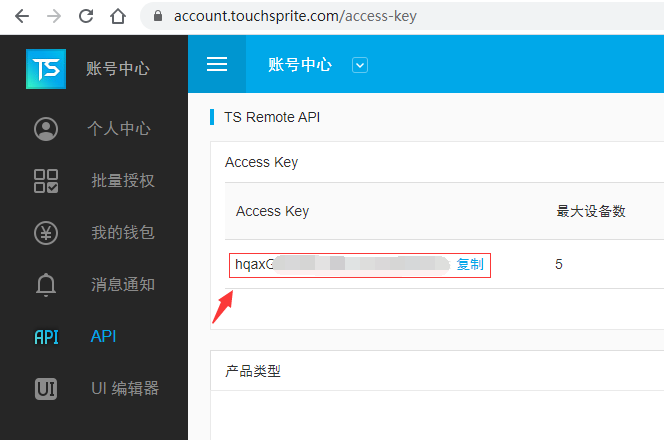 account.touchsprite.com/access-key
TS 账号中心
账号中心
个人中心
批量授权
我的钱包
消息通知
API API
UI UI 编辑器
TS Remote API
Access Key
Access Key 最大设备数
hqax 复制 5
产品类型